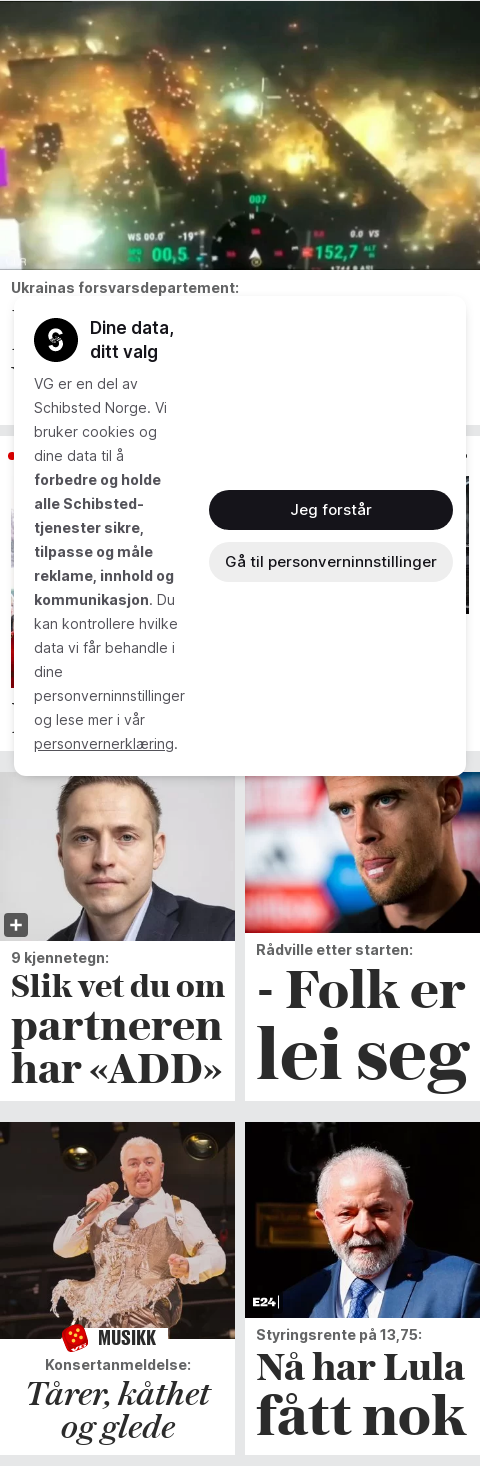 007
WS 00.0
-19°
0.0 VS
00,5
152,7
ALT
Ukrainas forsvarsdepartement:
Dine data,
ditt valg
VG er en del av
Schibsted Norge. Vi
bruker cookies og
dine data til å
forbedre og holde
alle Schibsted-
tjenester sikre,
tilpasse og måle
reklame, innhold og
kommunikasjon. Du
kan kontrollere hvilke
data vi får behandle i
dine
personverninnstillinger
og lese mer i vår
personvernerklæring.
Jeg forstår
Gå til personverninnstillinger
9 kjennetegn:
Slik vet du om
partneren
har «ADD»
Rådville etter starten:
- Folk er
lei seg
MUSIKK
Konsertanmeldelse:
Tårer, kåthet
og glede
E24
Styringsrente på 13,75:
Nå har Lula
fått nok